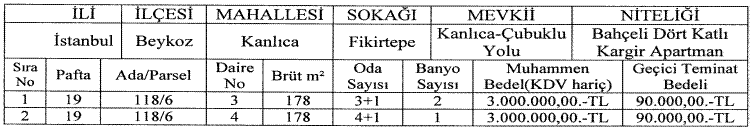 İLİ İLÇESİ MAHALLESİ SOKAĞI MEVKİİ NİTELİĞİ
İstanbul Beykoz Kanlıca Fikirtepe Kanlıca-Çubuklu Yolu Bahçeli Dört Katlı Kargir Apartman
Sıra No Pafta Ada/Parsel Daire No Brüt m² Oda Sayısı Banyo Sayısı Muhammen Bedel(KDV hariç) Geçici Teminat Bedeli
1 19 118/6 3 178 3+1 2 3.000.000,00.-TL 90.000,00.-TL
2 19 118/6 4 178 4+1 1 3.000.000,00.-TL 90.000,00.-TL